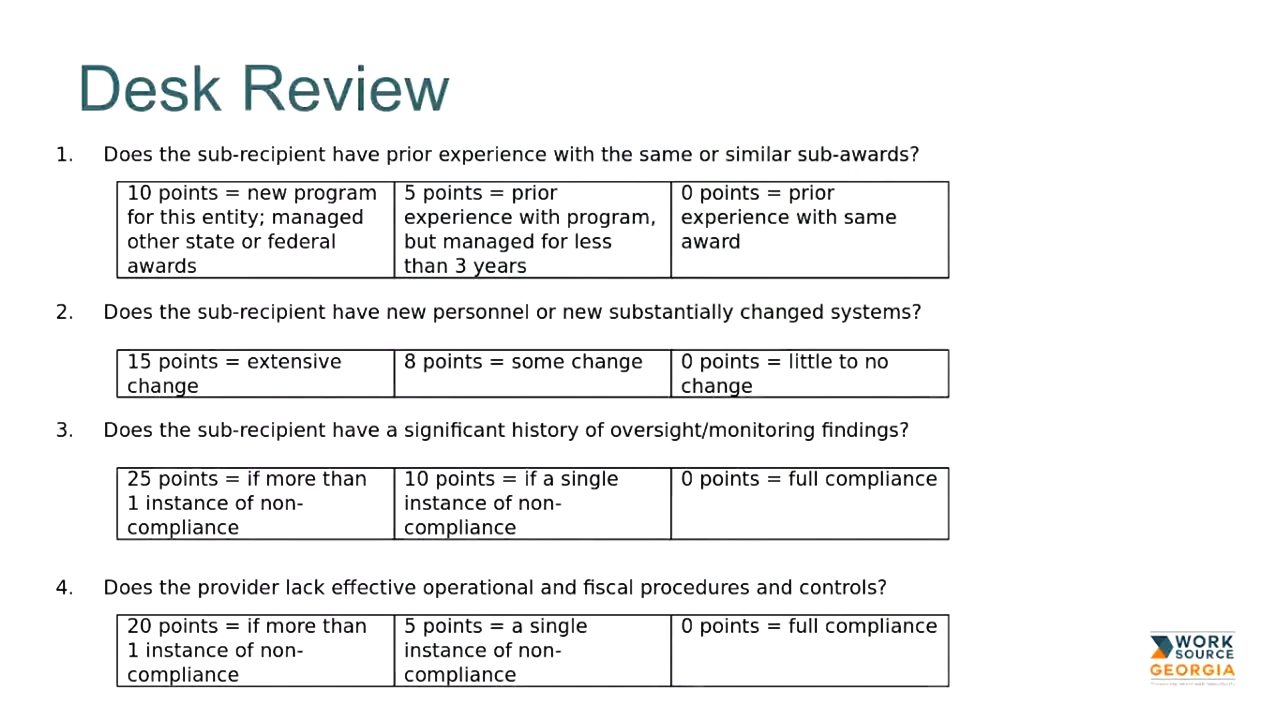 Desk Review
1. Does the sub-recipient have prior experience with the same or similar sub-awards?
10 points = new program
for this entity; managed
other state or federal
awards
5 points = prior
experience with program,
but managed for less
than 3 years
0 points = prior
experience with same
award
2. Does the sub-recipient have new personnel or new substantially changed systems?
15 points = extensive
change
8 points = some change
0 points = little to no
change
3. Does the sub-recipient have a significant history of oversight/monitoring findings?
25 points = if more than
1 instance of non-
compliance
10 points = if a single
instance of non-
compliance
0 points = full compliance
4. Does the provider lack effective operational and fiscal procedures and controls?
20 points = if more than
1 instance of non-
compliance
5 points = a single
instance of non-
compliance
0 points = full compliance
WORK
SOURCE
GEORGIA